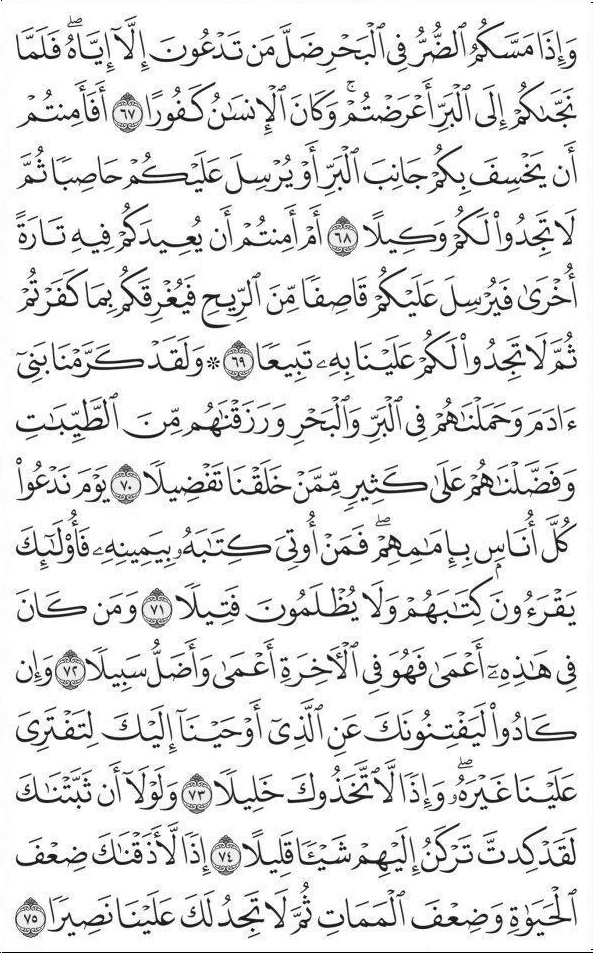 وَإِذَا مَسَّكُمُ ٱلضُّرُّ فِي ٱلۡبَحۡرِ ضَلَّ مَن تَدۡعُونَ إِلَّآ إِيَّاهُۖ فَلَمَّا
نَجَّىٰكُمۡ إِلَى ٱلۡبَرِّ أَعۡرَضۡتُمۡۚ وَكَانَ ٱلۡإِنسَٰنُ كَفُورًا ٦٧ أَفَأَمِنتُمۡ
أَن يَخۡسِفَ بِكُمۡ جَانِبَ ٱلۡبَرِّ أَوۡ يُرۡسِلَ عَلَيۡكُمۡ حَاصِبٗا ثُمَّ
لَا تَجِدُواْ لَكُمۡ وَكِيلًا ٦٨ أَمۡ أَمِنتُمۡ أَن يُعِيدَكُمۡ فِيهِ تَارَةً
أُخۡرَىٰ فَيُرۡسِلَ عَلَيۡكُمۡ قَاصِفٗا مِّنَ ٱلرِّيحِ فَيُغۡرِقَكُم بِمَا كَفَرۡتُمۡ
ثُمَّ لَا تَجِدُواْ لَكُمۡ عَلَيۡنَا بِهِۦ تَبِيعٗا ٦٩ ۞ وَلَقَدۡ كَرَّمۡنَا بَنِيٓ
ءَادَمَ وَحَمَلۡنَٰهُمۡ فِي ٱلۡبَرِّ وَٱلۡبَحۡرِ وَرَزَقۡنَٰهُم مِّنَ ٱلطَّيِّبَٰتِ
وَفَضَّلۡنَٰهُمۡ عَلَىٰ كَثِيرٖ مِّمَّنۡ خَلَقۡنَا تَفۡضِيلٗا ٧٠ يَوۡمَ نَدۡعُواْ
كُلَّ أُنَاسِۭ بِإِمَٰمِهِمۡۖ فَمَنۡ أُوتِيَ كِتَٰبَهُۥ بِيَمِينِهِۦ فَأُوْلَٰٓئِكَ
يَقۡرَءُونَ كِتَٰبَهُمۡ وَلَا يُظۡلَمُونَ فَتِيلٗا ٧١ وَمَن كَانَ
فِي هَٰذِهِۦٓ أَعۡمَىٰ فَهُوَ فِي ٱلۡأٓخِرَةِ أَعۡمَىٰ وَأَضَلُّ سَبِيلٗا ٧٢ وَإِن
كَادُواْ لَيَفۡتِنُونَكَ عَنِ ٱلَّذِيٓ أَوۡحَيۡنَآ إِلَيۡكَ لِتَفۡتَرِيَ
عَلَيۡنَا غَيۡرَهُۥۖ وَإِذٗا لَّٱتَّخَذُوكَ خَلِيلٗا ٧٣ وَلَوۡلَآ أَن ثَبَّتۡنَٰكَ
لَقَدۡ كِدتَّ تَرۡكَنُ إِلَيۡهِمۡ شَيۡـٔٗا قَلِيلًا ٧٤ إِذٗا لَّأَذَقۡنَٰكَ ضِعۡفَ
ٱلۡحَيَوٰةِ وَضِعۡفَ ٱلۡمَمَاتِ ثُمَّ لَا تَجِدُ لَكَ عَلَيۡنَا نَصِيرٗا ٧٥